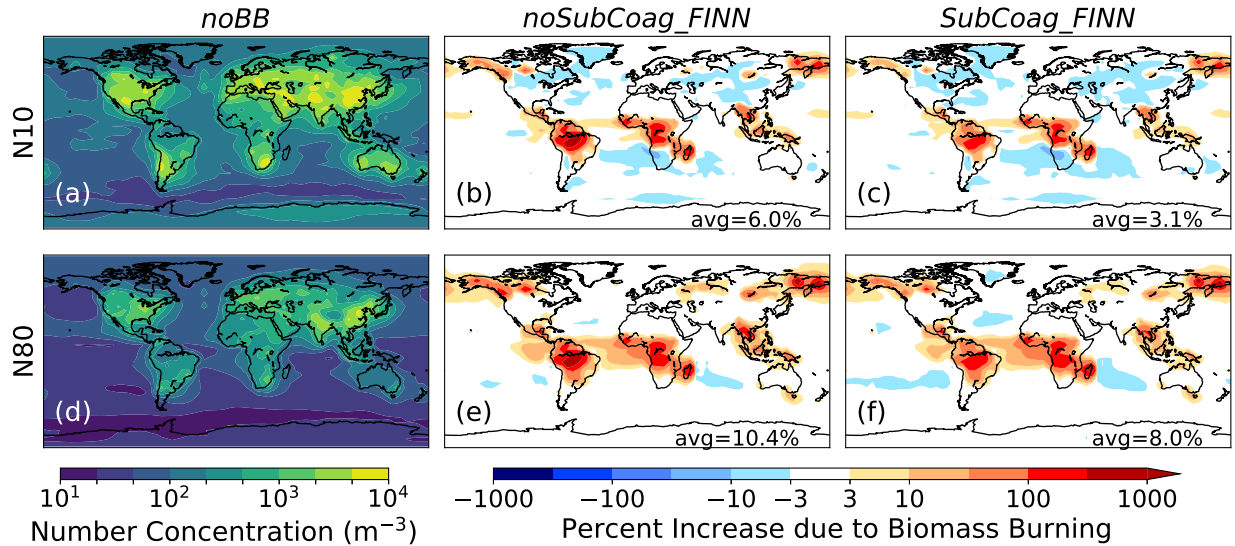 noBB noSubCoag_FINN SubCoag_FINN
N10
(a) (b) (c)
avg=6.0% avg=3.1%
N80
(d) (e) (f)
avg=10.4% avg=8.0%
10¹ 10² 10³ 10⁴ −1000 −100 −10 −3 3 10 100 1000
Number Concentration (m⁻³) Percent Increase due to Biomass Burning